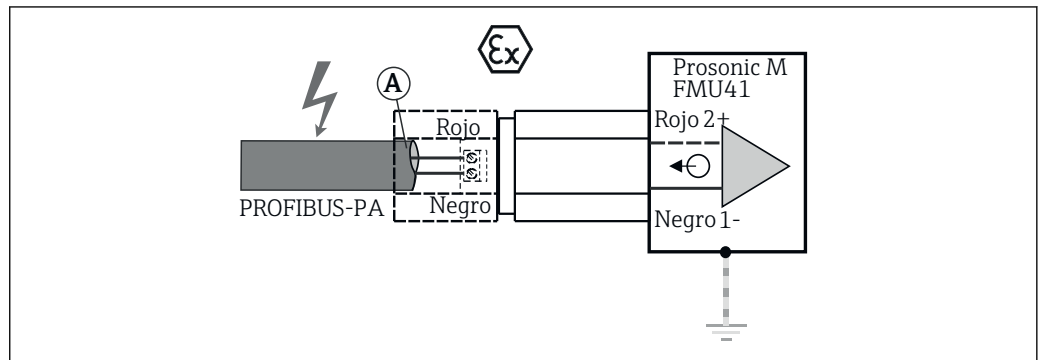 Ex
Prosonic M
FMU41
A
Rojo
Rojo 2+
PROFIBUS-PA
Negro
Negro 1-